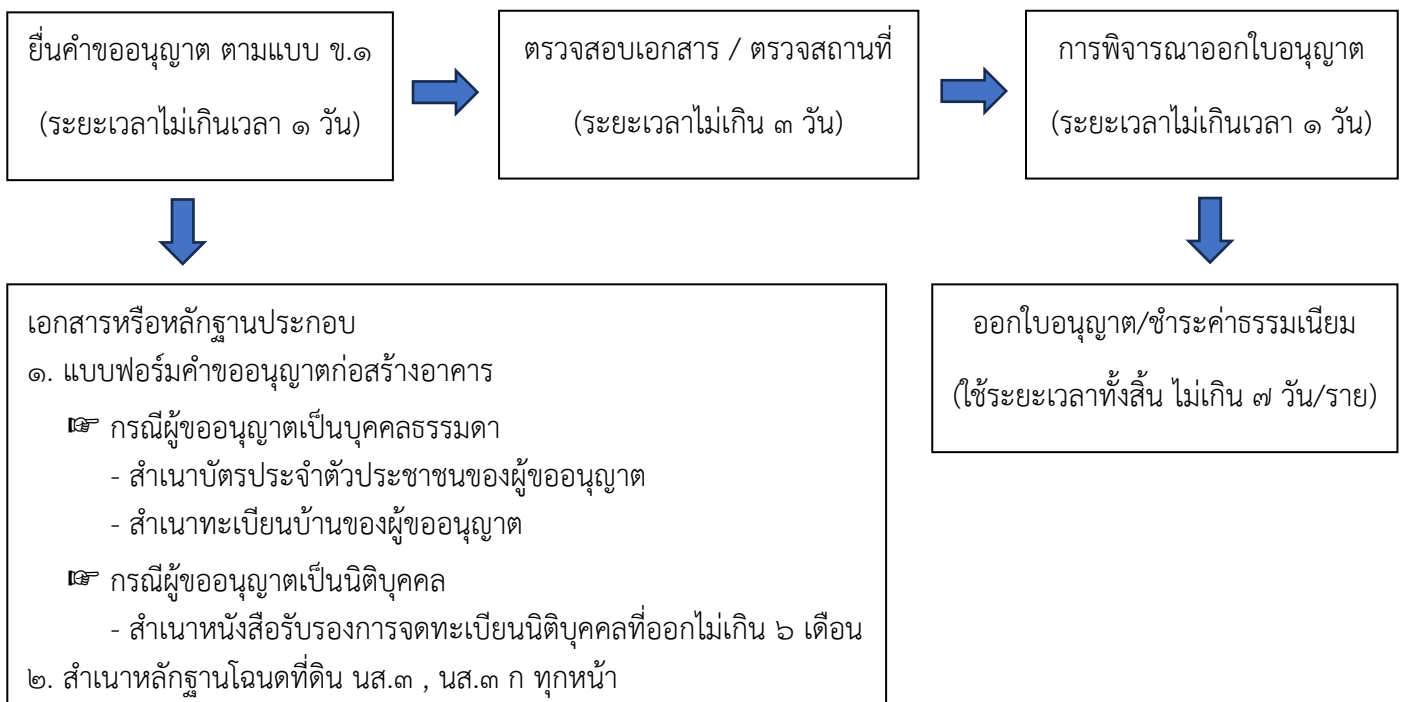 ยื่นคำขออนุญาต ตามแบบ ข.๑
(ระยะเวลาไม่เกินเวลา ๑ วัน)
ตรวจสอบเอกสาร / ตรวจสถานที่
(ระยะเวลาไม่เกิน ๓ วัน)
การพิจารณาออกใบอนุญาต
(ระยะเวลาไม่เกินเวลา ๑ วัน)
เอกสารหรือหลักฐานประกอบ
๑. แบบฟอร์มคำขออนุญาตก่อสร้างอาคาร
☞ กรณีผู้ขออนุญาตเป็นบุคคลธรรมดา
- สำเนาบัตรประจำตัวประชาชนของผู้ขออนุญาต
- สำเนาทะเบียนบ้านของผู้ขออนุญาต
☞ กรณีผู้ขออนุญาตเป็นนิติบุคคล
- สำเนาหนังสือรับรองการจดทะเบียนนิติบุคคลที่ออกไม่เกิน ๖ เดือน
๒. สำเนาหลักฐานโฉนดที่ดิน นส.๓ , นส.๓ ก ทุกหน้า
ออกใบอนุญาต/ชำระค่าธรรมเนียม
(ใช้ระยะเวลาทั้งสิ้น ไม่เกิน ๗ วัน/ราย)